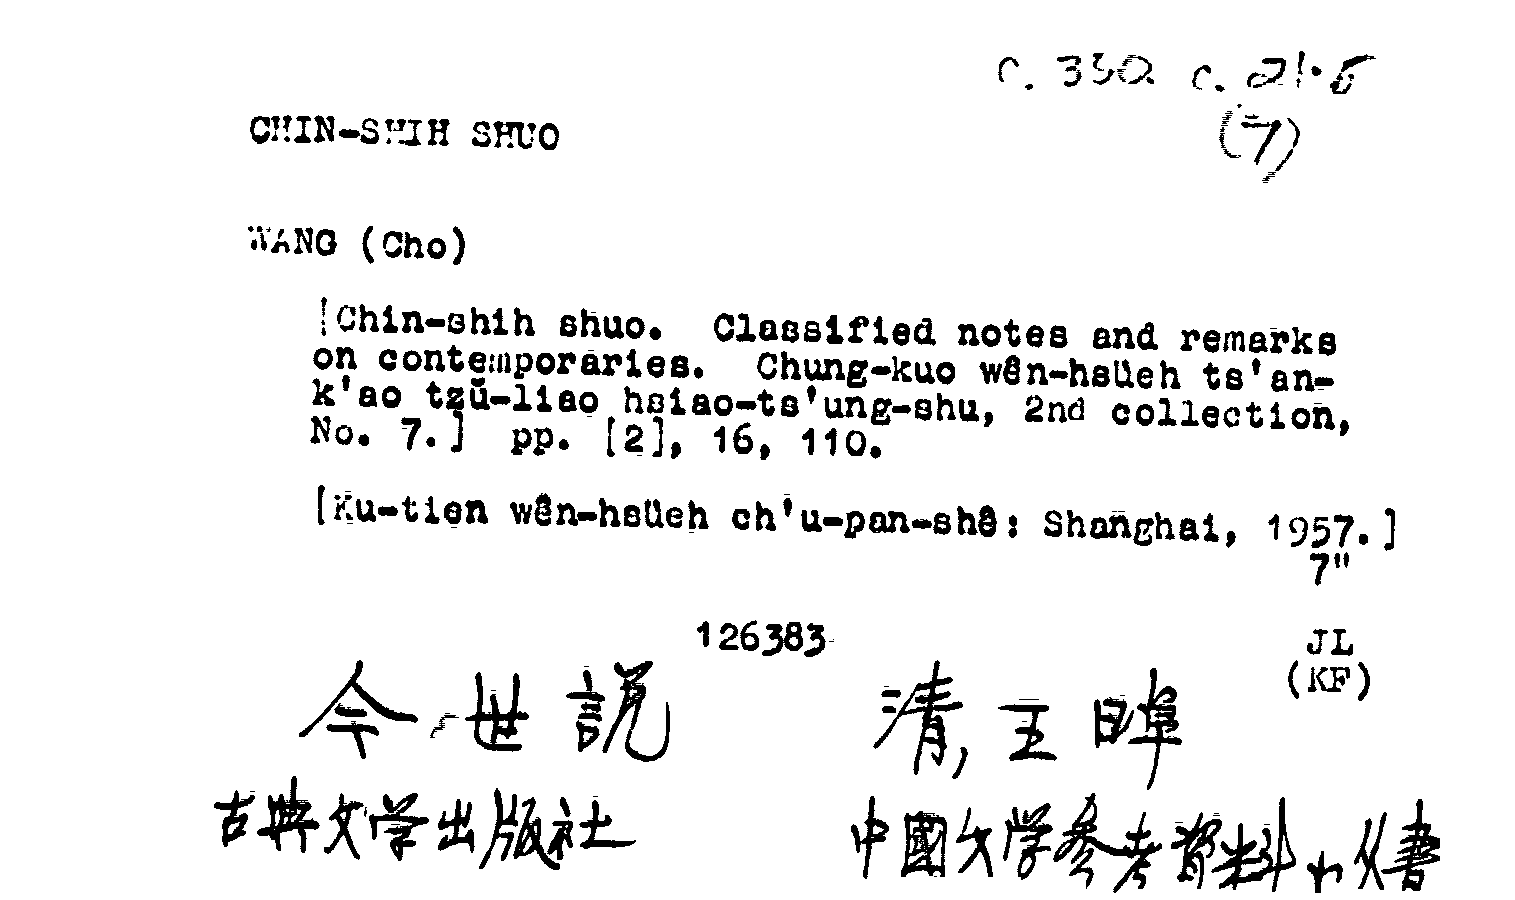 c. 350. c. 21·5
(7)
CHIN-SHIH SHUO
WANG (Cho)
[Chin-shih shuo.  Classified notes and remarks
on contemporaries.  Chung-kuo wên-hsüeh ts'an-
k'ao tzŭ-liao hsiao-ts'ung-shu, 2nd collection,
No. 7.]  pp. [2], 16, 110.
[Ku-tien wên-hsüeh ch'u-pan-shê: Shanghai, 1957.]
7"
126383
JL
(KF)
今世説 清,王晫
古典文学出版社 中國文学参考資料小丛書